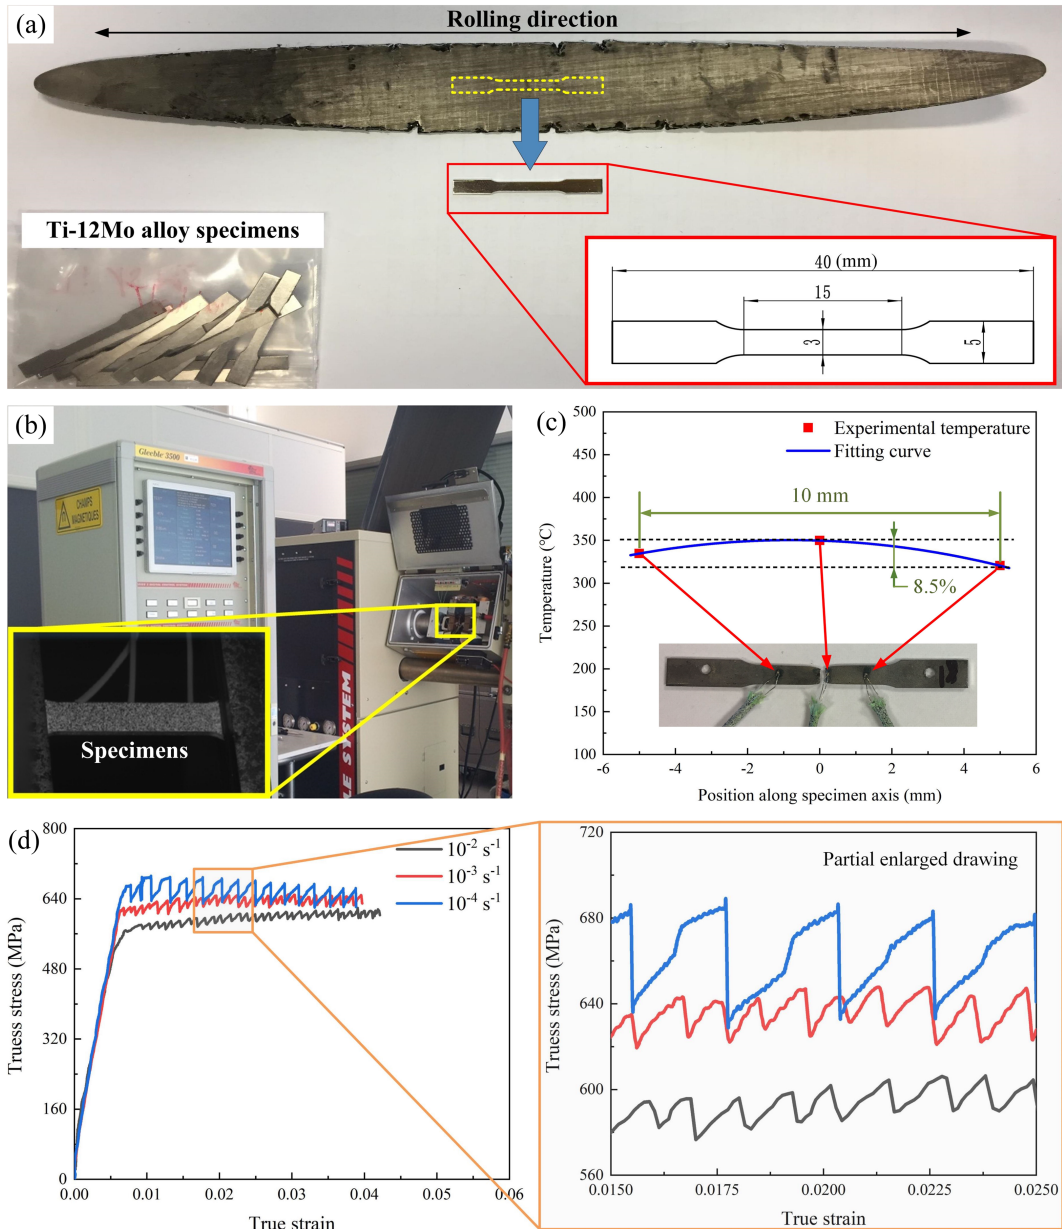 (a)
Rolling direction
Ti-12Mo alloy specimens
40 (mm)
15
3
5
(b)
Gleeble 3500
CHAMPS
MAGNETIQUES
LE SYSTEM
Specimens
(c)
500
450
400
350
300
250
200
150
100
Temperature (°C)
Experimental temperature
Fitting curve
10 mm
8.5%
-6 -4 -2 0 2 4 6
Position along specimen axis (mm)
(d)
800
640
480
320
160
0
Truess stress (MPa)
10⁻² s⁻¹
10⁻³ s⁻¹
10⁻⁴ s⁻¹
0.00 0.01 0.02 0.03 0.04 0.05 0.06
True strain
720
680
640
600
560
Truess stress (MPa)
Partial enlarged drawing
0.0150 0.0175 0.0200 0.0225 0.0250
True strain